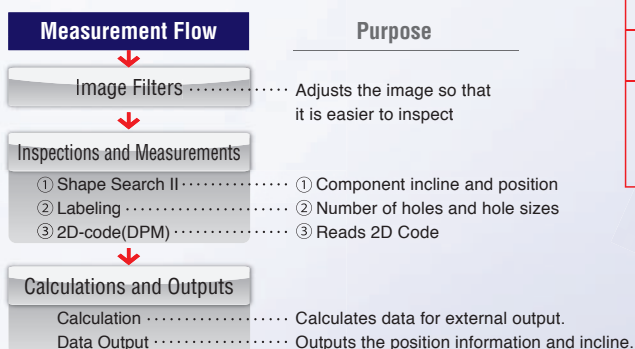 Measurement Flow Purpose
Image Filters ・・・・・・・・・・・・・ Adjusts the image so that
it is easier to inspect
Inspections and Measurements
① Shape Search II ・・・・・・・・・・・・・・ ① Component incline and position
② Labeling ・・・・・・・・・・・・・・・・・・・・ ② Number of holes and hole sizes
③ 2D-code(DPM) ・・・・・・・・・・・・・・・ ③ Reads 2D Code
Calculations and Outputs
Calculation ・・・・・・・・・・・・・・・・・ Calculates data for external output.
Data Output ・・・・・・・・・・・・・・・・ Outputs the position information and incline.